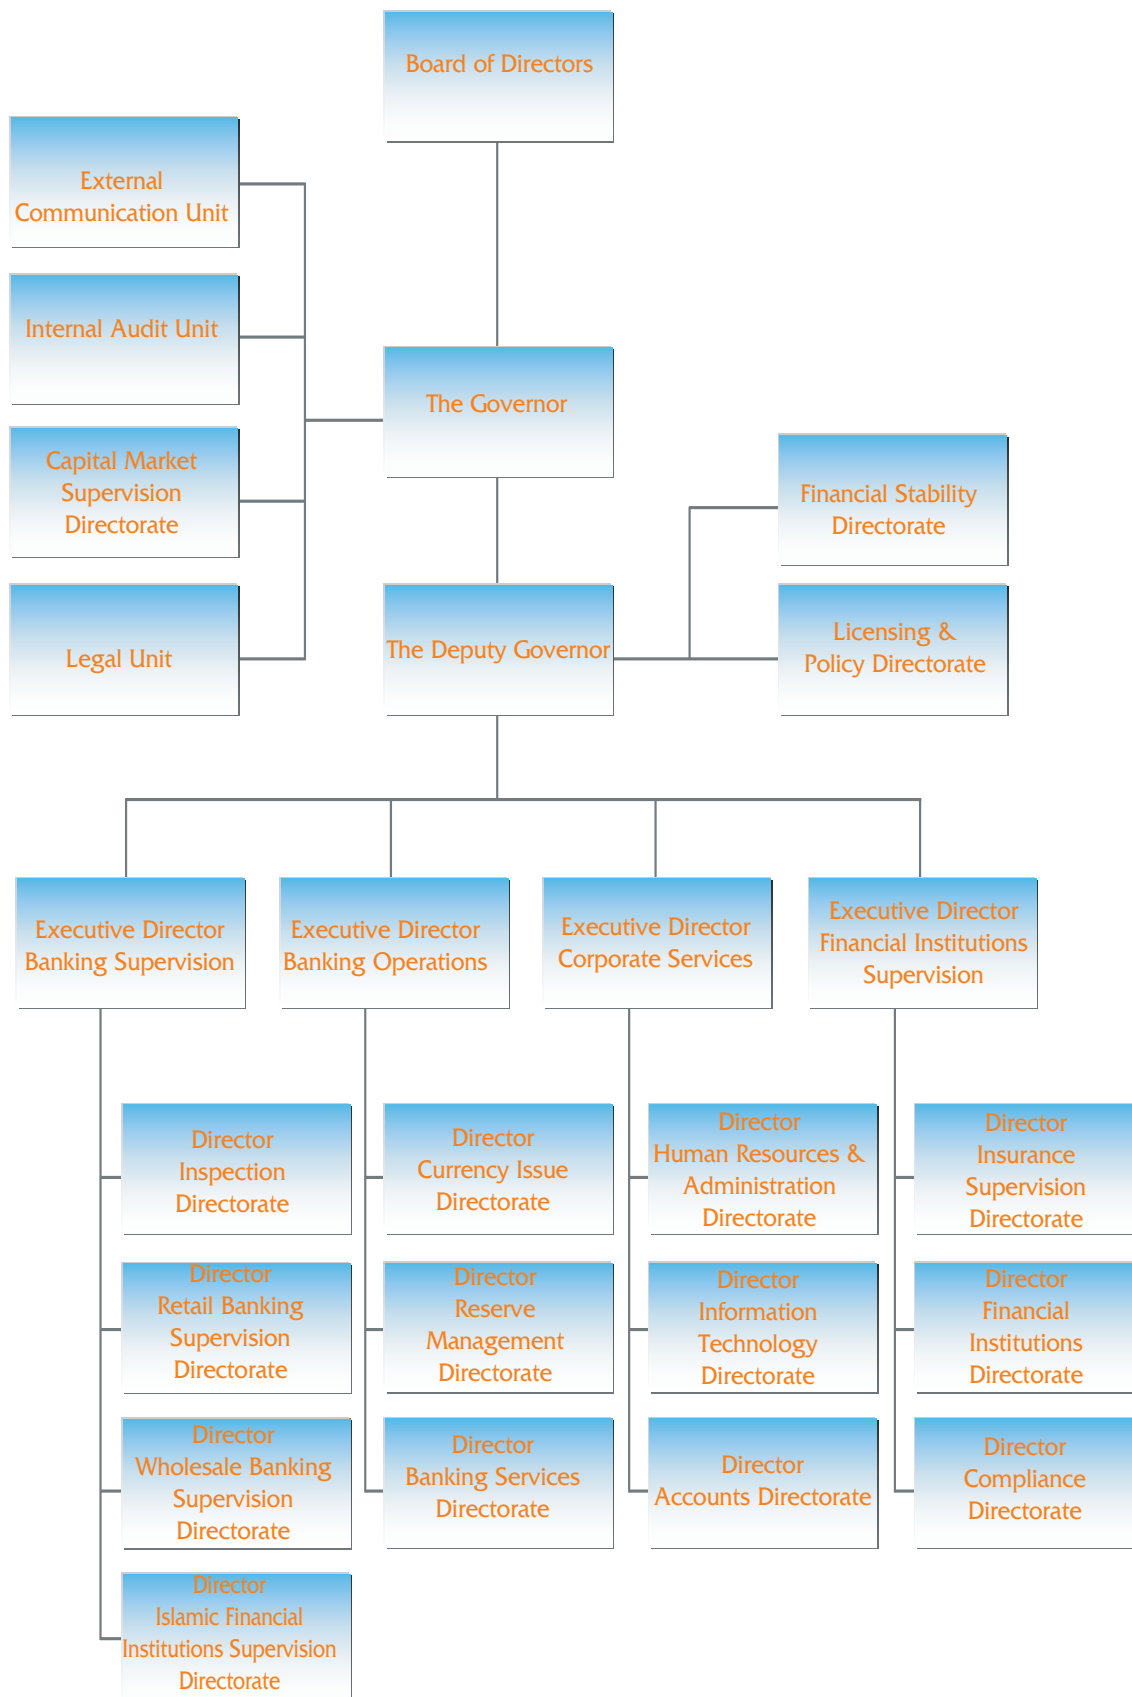 Board of Directors
External
Communication Unit
Internal Audit Unit
The Governor
Capital Market
Supervision
Directorate
Financial Stability
Directorate
Legal Unit
The Deputy Governor
Licensing &
Policy Directorate
Executive Director
Banking Supervision
Executive Director
Banking Operations
Executive Director
Corporate Services
Executive Director
Financial Institutions
Supervision
Director
Inspection
Directorate
Director
Currency Issue
Directorate
Director
Human Resources &
Administration
Directorate
Director
Insurance
Supervision
Directorate
Director
Retail Banking
Supervision
Directorate
Director
Reserve
Management
Directorate
Director
Information
Technology
Directorate
Director
Financial
Institutions
Directorate
Director
Wholesale Banking
Supervision
Directorate
Director
Banking Services
Directorate
Director
Accounts Directorate
Director
Compliance
Directorate
Director
Islamic Financial
Institutions Supervision
Directorate